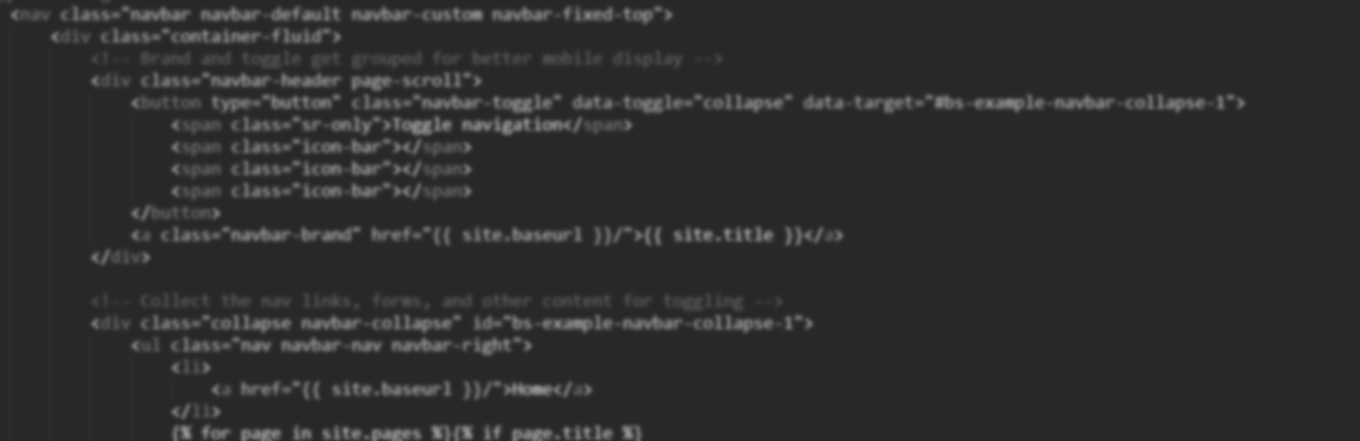 <nav class="navbar navbar-default navbar-custom navbar-fixed-top">
<div class="container-fluid">
<!-- Brand and toggle get grouped for better mobile display -->
<div class="navbar-header page-scroll">
<button type="button" class="navbar-toggle" data-toggle="collapse" data-target="#bs-example-navbar-collapse-1">
<span class="sr-only">Toggle navigation</span>
<span class="icon-bar"></span>
<span class="icon-bar"></span>
<span class="icon-bar"></span>
</button>
<a class="navbar-brand" href="{{ site.baseurl }}/">{{ site.title }}</a>
</div>
<!-- Collect the nav links, forms, and other content for toggling -->
<div class="collapse navbar-collapse" id="bs-example-navbar-collapse-1">
<ul class="nav navbar-nav navbar-right">
<li>
<a href="{{ site.baseurl }}/">Home</a>
</li>
{% for page in site.pages %}{% if page.title %}